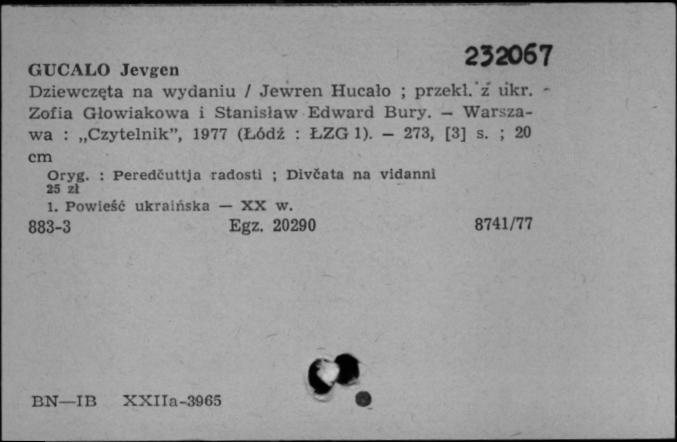 232067
GUCALO Jevgen
Dziewczęta na wydaniu / Jewren Hucało ; przekł. z ukr. -
Zofia Głowiakowa i Stanisław Edward Bury. — Warsza-
wa : „Czytelnik”, 1977 (Łódź : ŁZG 1). — 273, [3] s. ; 20
cm
Oryg. : Peredčuttja radosti ; Divčata na vidanni
25 zł
1. Powieść ukraińska — XX w.
883-3 Egz. 20290 8741/77
BN—IB XXIIa-3965